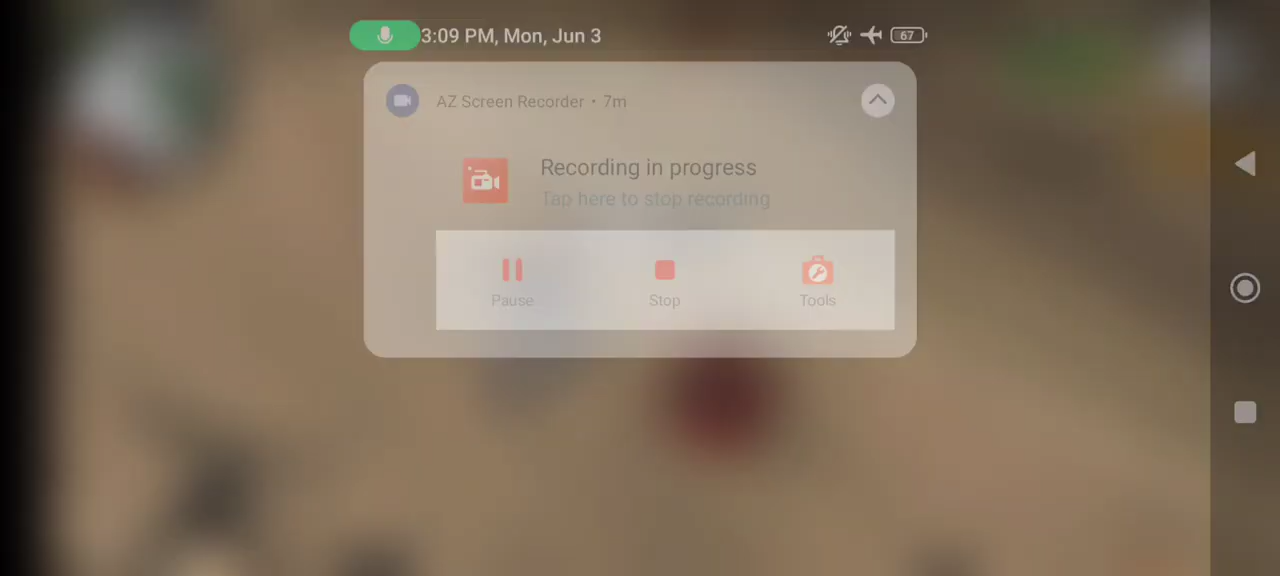 3:09 PM, Mon, Jun 3
67
AZ Screen Recorder • 7m
Recording in progress
Tap here to stop recording
Pause
Stop
Tools